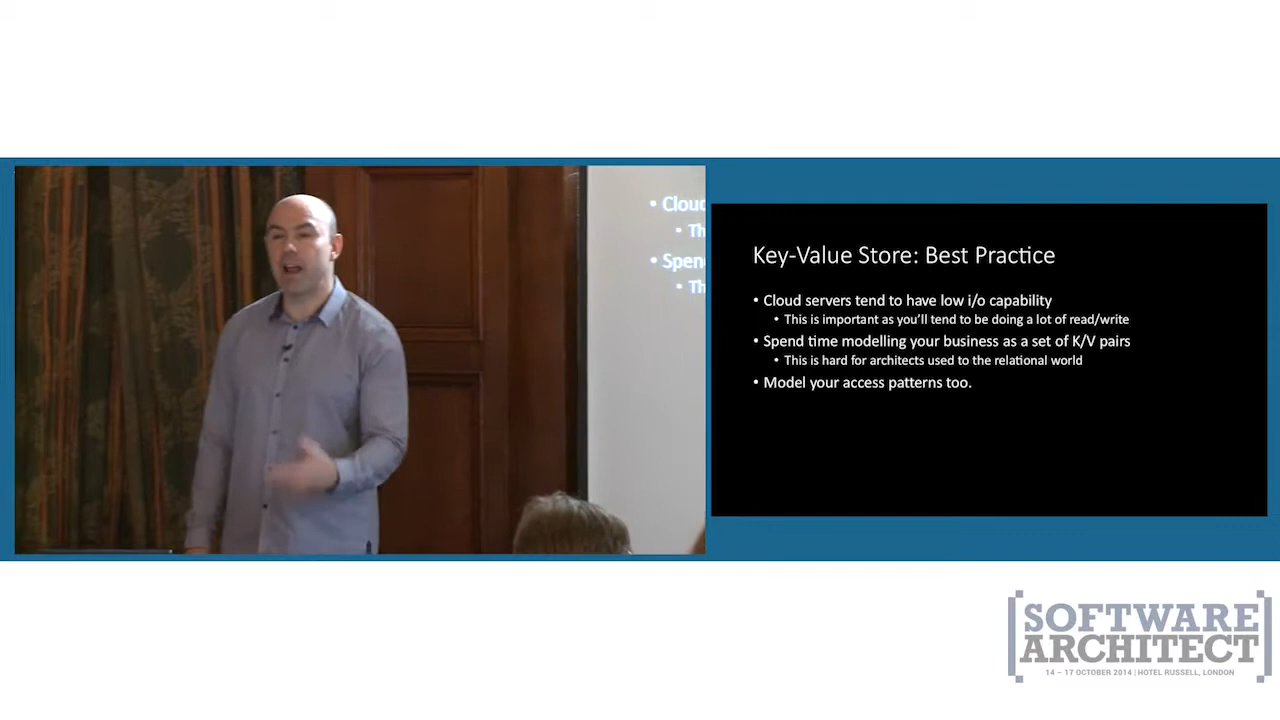 • Cloud
• Th
• Spen
• Th
Key-Value Store: Best Practice
• Cloud servers tend to have low i/o capability
• This is important as you'll tend to be doing a lot of read/write
• Spend time modelling your business as a set of K/V pairs
• This is hard for architects used to the relational world
• Model your access patterns too.
[SOFTWARE
ARCHITECT]
14 – 17 OCTOBER 2014 | HOTEL RUSSELL, LONDON